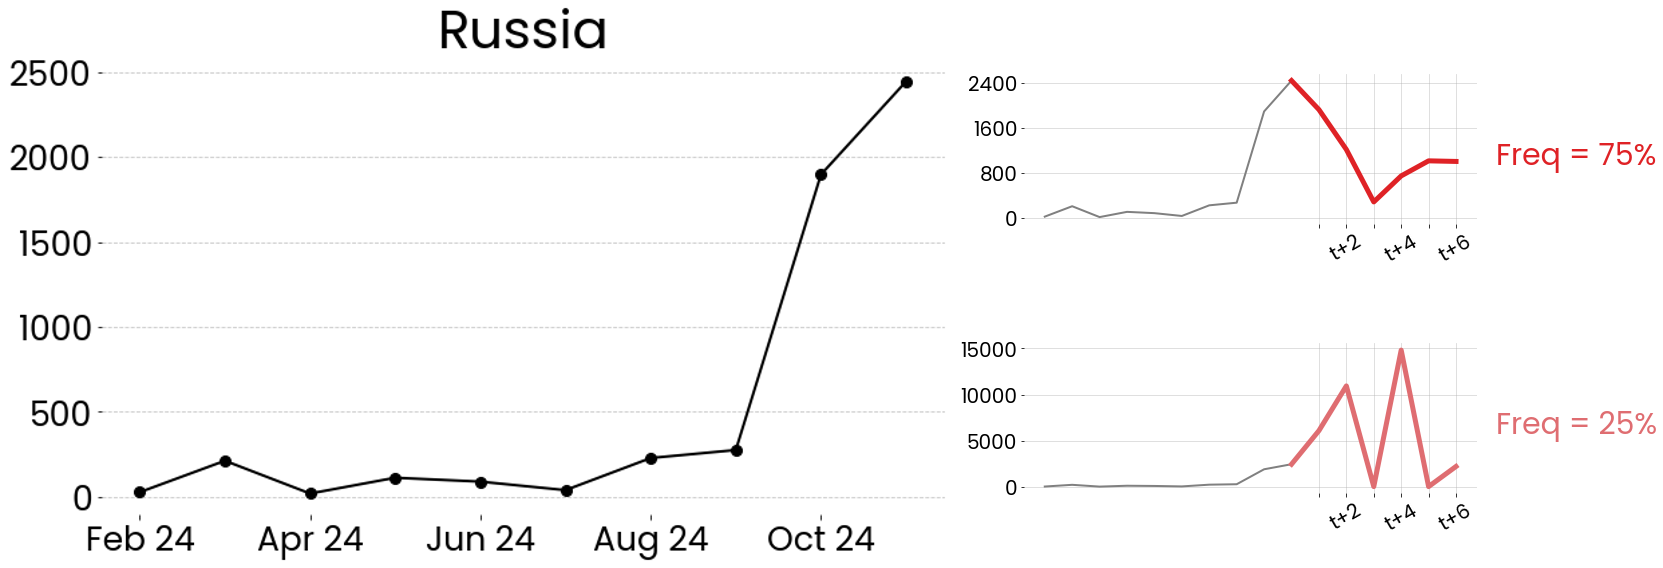 Russia
2500
2000
1500
1000
500
0
Feb 24 Apr 24 Jun 24 Aug 24 Oct 24
2400
1600
800
0
t+2 t+4 t+6
Freq = 75%
15000
10000
5000
0
t+2 t+4 t+6
Freq = 25%